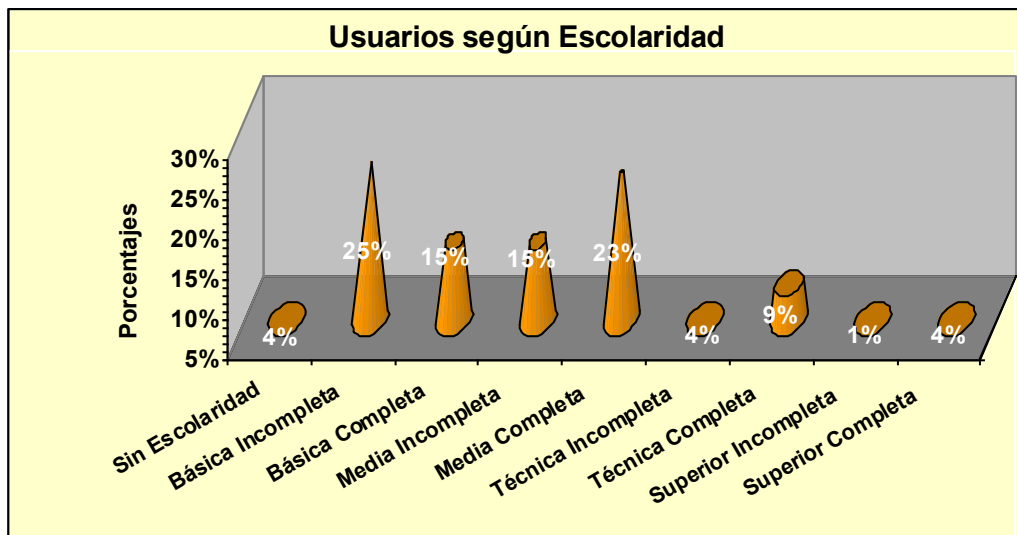 Usuarios según Escolaridad
Porcentajes
30%
25%
20%
15%
10%
5%
4%
25%
15%
15%
23%
4%
9%
1%
4%
Sin Escolaridad
Básica Incompleta
Básica Completa
Media Incompleta
Media Completa
Técnica Incompleta
Técnica Completa
Superior Incompleta
Superior Completa